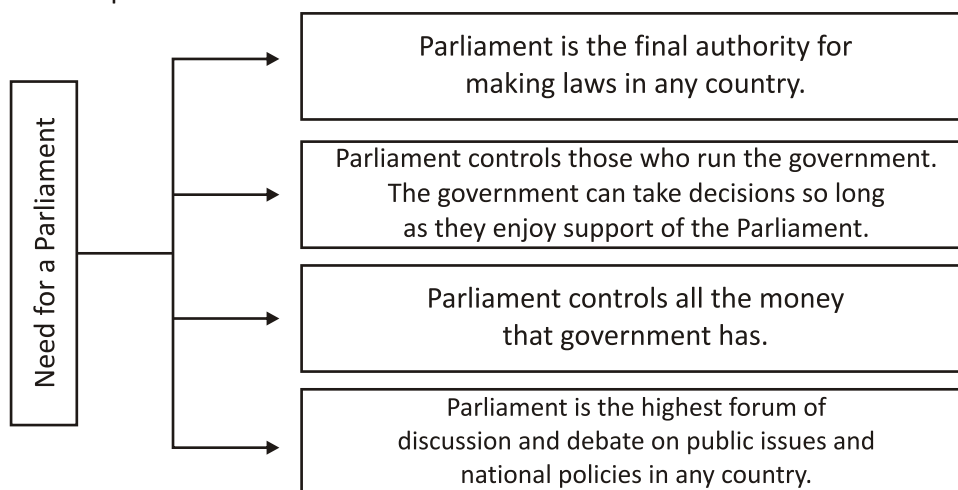 Need for a Parliament
Parliament is the final authority for
making laws in any country.
Parliament controls those who run the government.
The government can take decisions so long
as they enjoy support of the Parliament.
Parliament controls all the money
that government has.
Parliament is the highest forum of
discussion and debate on public issues and
national policies in any country.